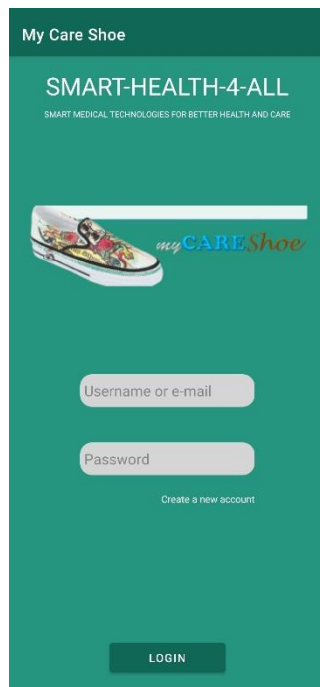 My Care Shoe
SMART-HEALTH-4-ALL
SMART MEDICAL TECHNOLOGIES FOR BETTER HEALTH AND CARE
myCAREShoe
Username or e-mail
Password
Create a new account
LOGIN